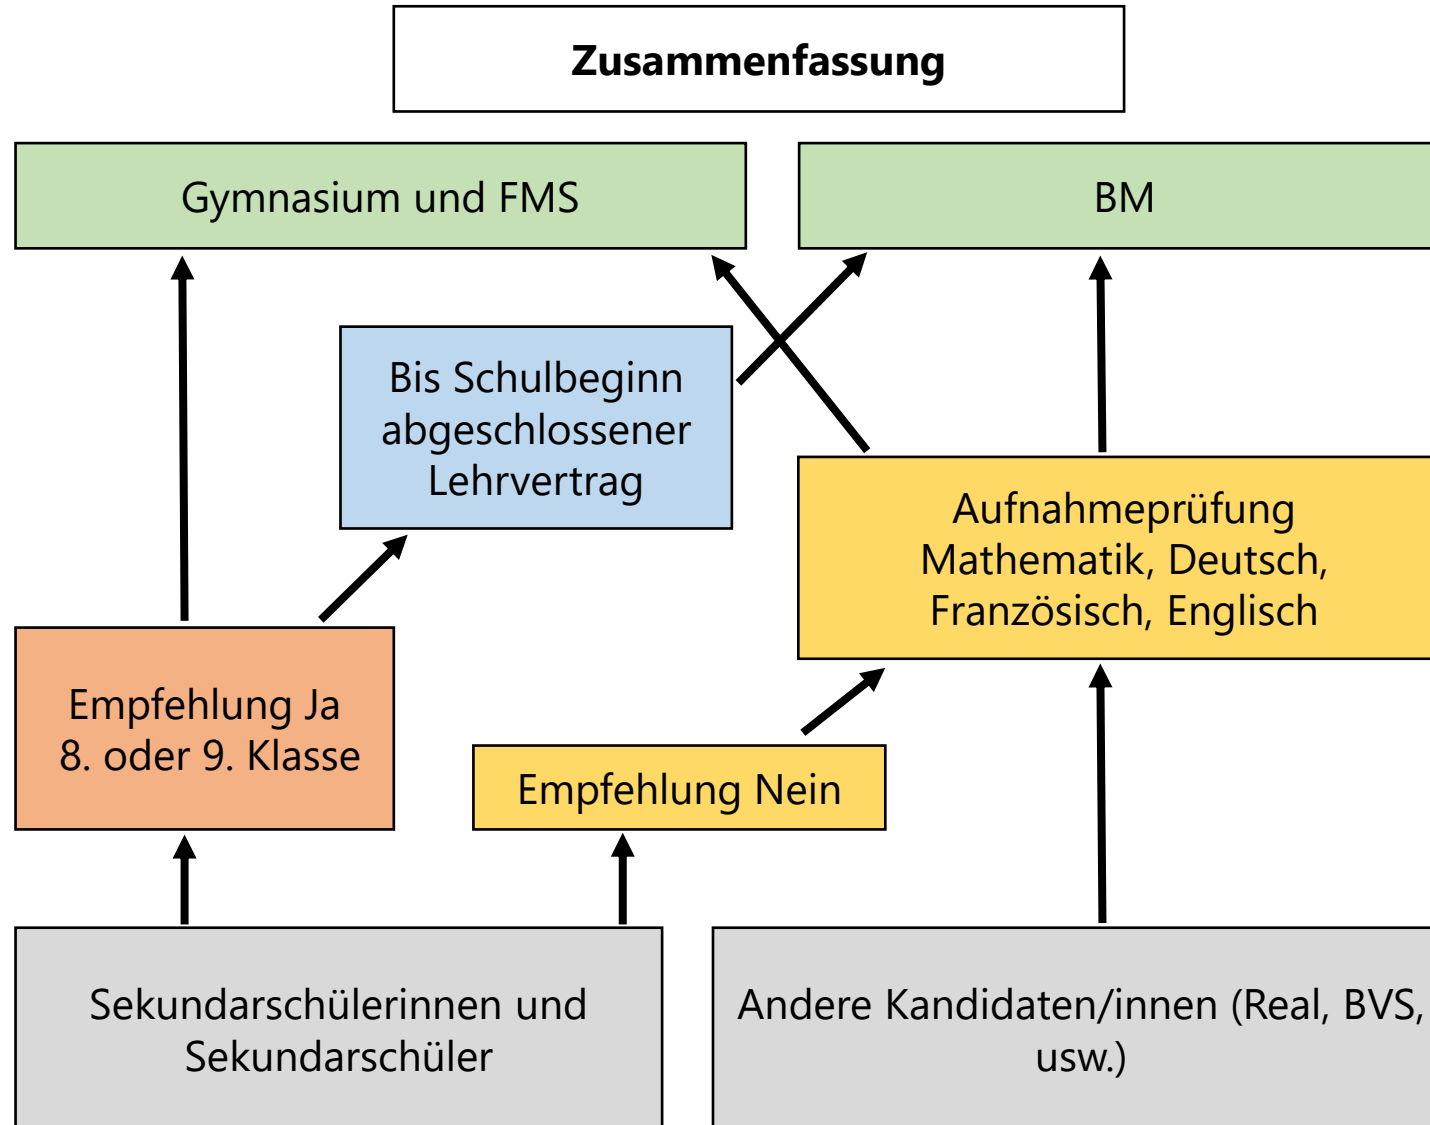 Zusammenfassung
Gymnasium und FMS
BM
Bis Schulbeginn
abgeschlossener
Lehrvertrag
Aufnahmeprüfung
Mathematik, Deutsch,
Französisch, Englisch
Empfehlung Ja
8. oder 9. Klasse
Empfehlung Nein
Sekundarschülerinnen und
Sekundarschüler
Andere Kandidaten/innen (Real, BVS,
usw.)